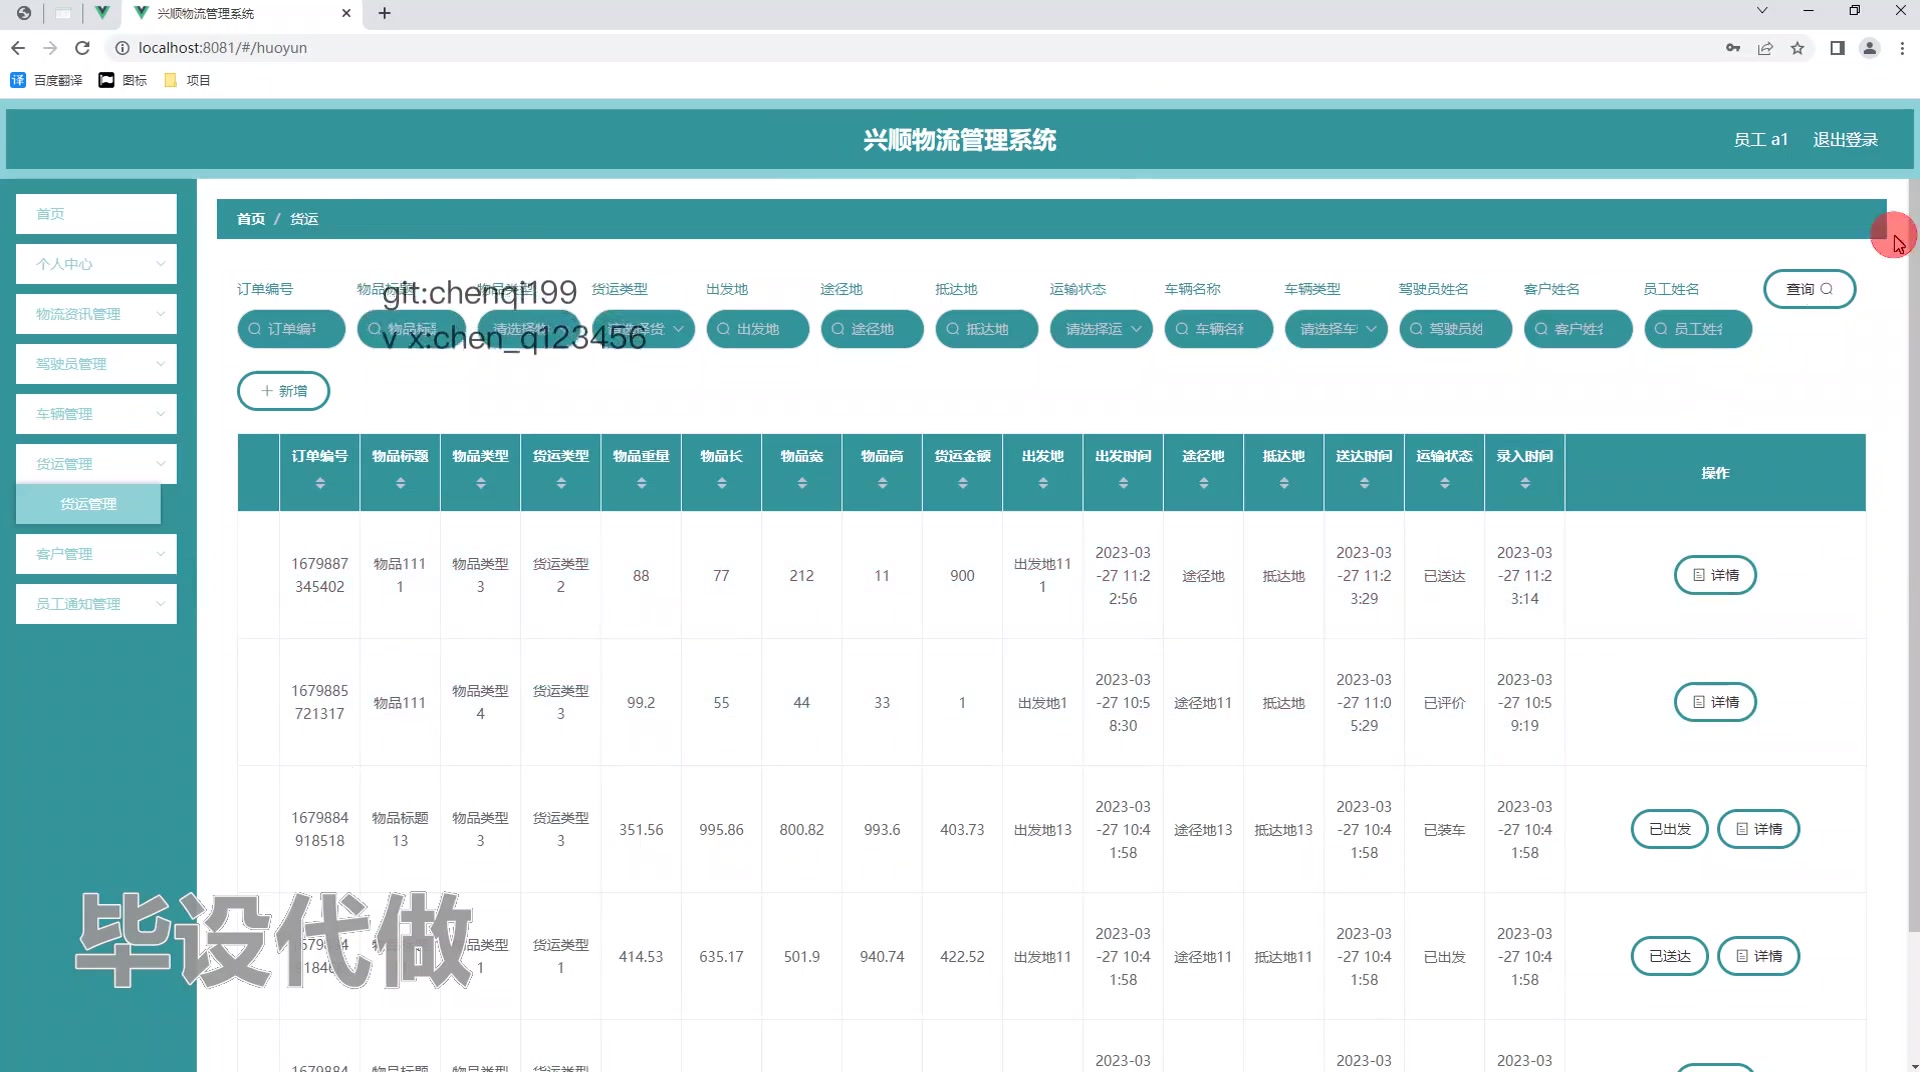 兴顺物流管理系统
localhost:8081/#/huoyun
百度翻译 图标 项目
兴顺物流管理系统
员工 a1 退出登录
首页
个人中心
物流资讯管理
驾驶员管理
车辆管理
货运管理
货运管理
客户管理
员工通知管理
首页 / 货运
订单编号 物品标题 物品类型 货运类型 出发地 途径地 抵达地 运输状态 车辆名称 车辆类型 驾驶员姓名 客户姓名 员工姓名 查询
git:chenqi199
订单编号 物品标题 请选择物 请选择货 出发地 途径地 抵达地 请选择运 车辆名称 请选择车 驾驶员姓 客户姓名 员工姓名
v x:chen_q123456
新增
订单编号 物品标题 物品类型 货运类型 物品重量 物品长 物品宽 物品高 货运金额 出发地 出发时间 途径地 抵达地 送达时间 运输状态 录入时间 操作
1679887345402 物品1111 物品类型3 货运类型2 88 77 212 11 900 出发地111 2023-03-27 11:22:56 途径地 抵达地 2023-03-27 11:23:29 已送达 2023-03-27 11:23:14 详情
1679885721317 物品111 物品类型4 货运类型3 99.2 55 44 33 1 出发地1 2023-03-27 10:58:30 途径地11 抵达地 2023-03-27 11:05:29 已评价 2023-03-27 10:59:19 详情
1679884918518 物品标题13 物品类型3 货运类型3 351.56 995.86 800.82 993.6 403.73 出发地13 2023-03-27 10:41:58 途径地13 抵达地13 2023-03-27 10:41:58 已装车 2023-03-27 10:41:58 已出发 详情
品类型1 货运类型1 414.53 635.17 501.9 940.74 422.52 出发地11 2023-03-27 10:41:58 途径地11 抵达地11 2023-03-27 10:41:58 已出发 2023-03-27 10:41:58 已送达 详情
毕设代做
1679884 物品标题 物品类型 货运类型 2023-03 2023-03 2023-03